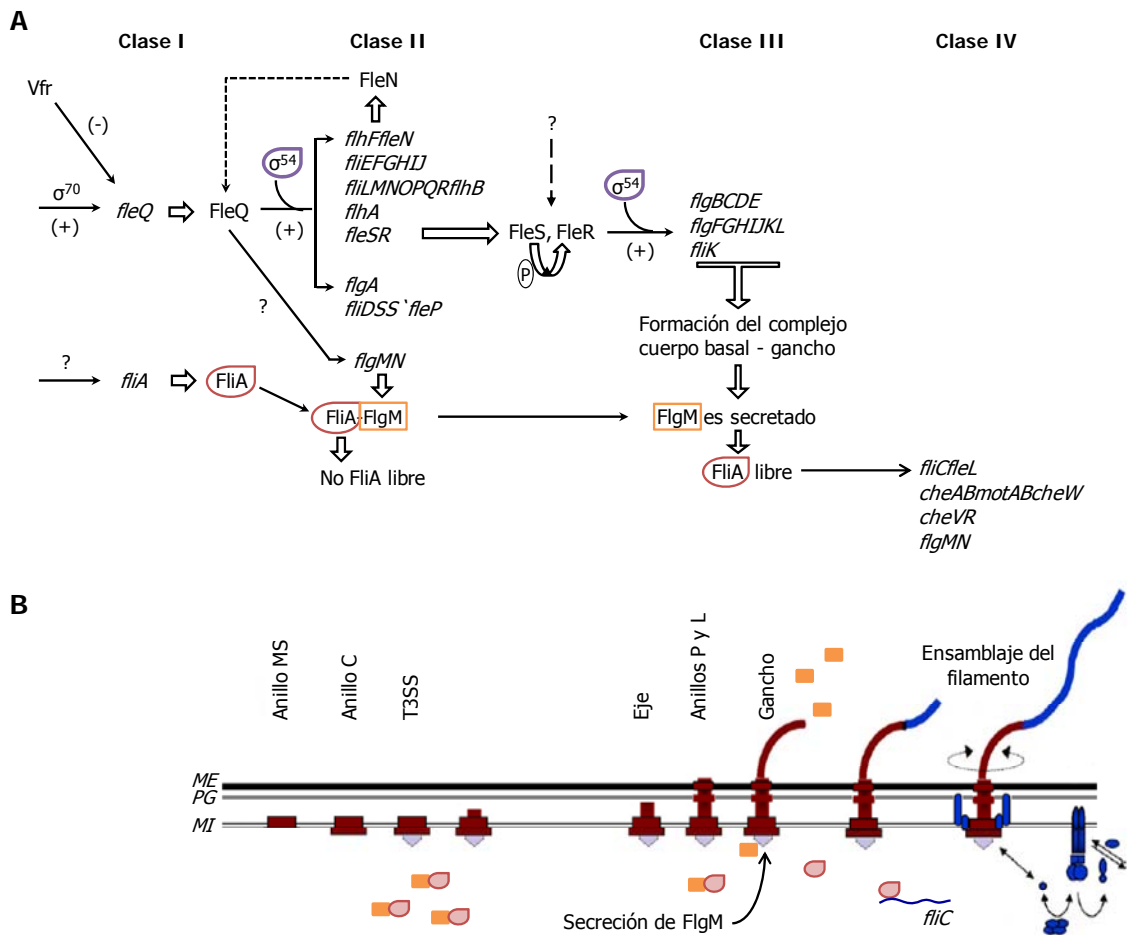 A
Clase I
Clase II
Clase III
Clase IV
Vfr
(-)
σ70
(+)
fleQ
FleQ
σ54
(+)
FleN
flhFfleN
fliEFGHIJ
fliLMNOPQRflhB
flhA
fleSR
flgA
fliDSS`fleP
?
?
FleS, FleR
P
σ54
(+)
flgBCDE
flgFGHIJKL
fliK
Formación del complejo
cuerpo basal - gancho
?
fliA
FliA
flgMN
FliA-FlgM
No FliA libre
FlgM es secretado
FliA libre
fliCfleL
cheABmotABcheW
cheVR
flgMN
B
Anillo MS
Anillo C
T3SS
Eje
Anillos P y L
Gancho
Ensamblaje del
filamento
ME
PG
MI
Secreción de FlgM
fliC